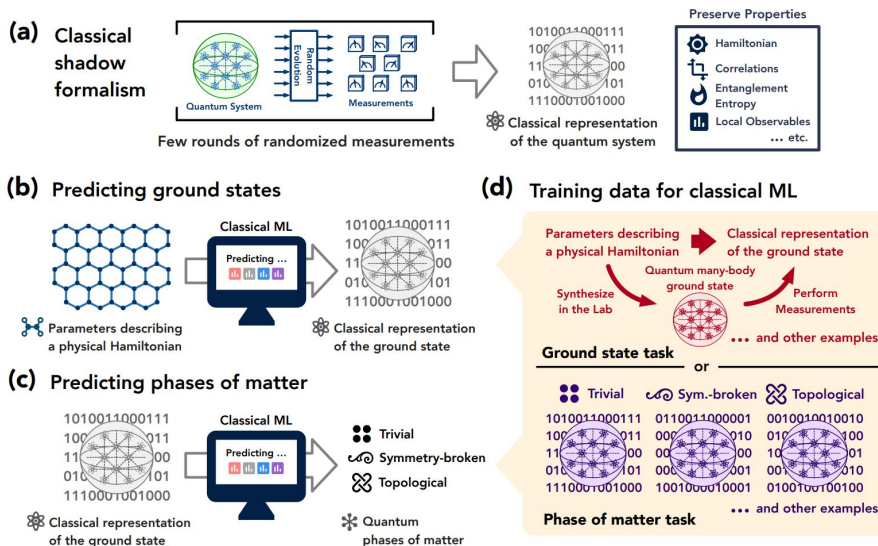 (a) Classical
shadow
formalism
Quantum System
Random
Evolution
Measurements
Few rounds of randomized measurements
1010011000111
1110001001000
Classical representation
of the quantum system
Preserve Properties
Hamiltonian
Correlations
Entanglement
Entropy
Local Observables
... etc.
(b) Predicting ground states
Parameters describing
a physical Hamiltonian
Classical ML
Predicting ...
1010011000111
1110001001000
Classical representation
of the ground state
(c) Predicting phases of matter
1010011000111
1110001001000
Classical representation
of the ground state
Classical ML
Predicting ...
Trivial
Symmetry-broken
Topological
Quantum
phases of matter
(d) Training data for classical ML
Parameters describing
a physical Hamiltonian
Classical representation
of the ground state
Quantum many-body
ground state
Synthesize
in the Lab
Perform
Measurements
... and other examples
Ground state task
or
Trivial
Sym.-broken
Topological
1010011000111
1110001001000
0110011000001
1001000010001
0010010010010
0100100100100
... and other examples
Phase of matter task